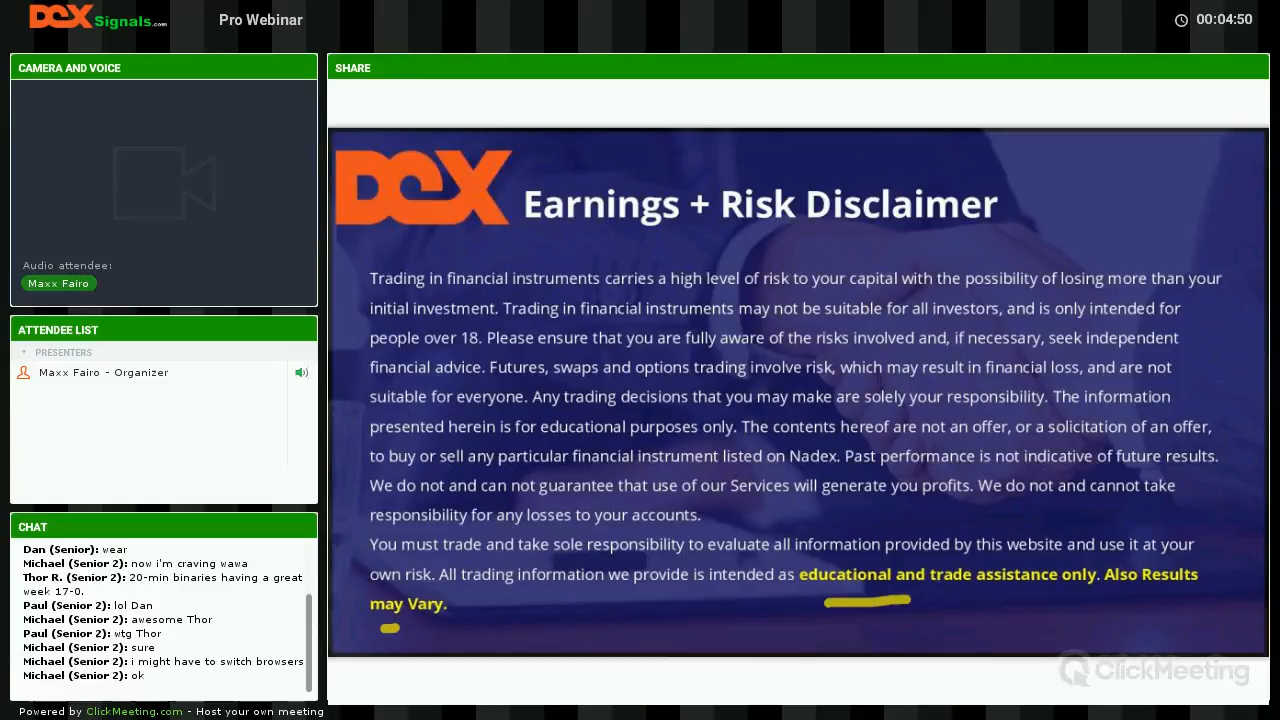 DEX Signals.com
Pro Webinar
00:04:50
CAMERA AND VOICE
Audio attendee:
Maxx Fairo
ATTENDEE LIST
PRESENTERS
Maxx Fairo - Organizer
CHAT
Dan (Senior): wear
Michael (Senior 2): now i'm craving wawa
Thor R. (Senior 2): 20-min binaries having a great
week 17-0.
Paul (Senior 2): lol Dan
Michael (Senior 2): awesome Thor
Paul (Senior 2): wtg Thor
Michael (Senior 2): sure
Michael (Senior 2): i might have to switch browsers
Michael (Senior 2): ok
Powered by ClickMeeting.com - Host your own meeting
SHARE
DEX Earnings + Risk Disclaimer
Trading in financial instruments carries a high level of risk to your capital with the possibility of losing more than your
initial investment. Trading in financial instruments may not be suitable for all investors, and is only intended for
people over 18. Please ensure that you are fully aware of the risks involved and, if necessary, seek independent
financial advice. Futures, swaps and options trading involve risk, which may result in financial loss, and are not
suitable for everyone. Any trading decisions that you may make are solely your responsibility. The information
presented herein is for educational purposes only. The contents hereof are not an offer, or a solicitation of an offer,
to buy or sell any particular financial instrument listed on Nadex. Past performance is not indicative of future results.
We do not and can not guarantee that use of our Services will generate you profits. We do not and cannot take
responsibility for any losses to your accounts.
You must trade and take sole responsibility to evaluate all information provided by this website and use it at your
own risk. All trading information we provide is intended as educational and trade assistance only. Also Results
may Vary.
ClickMeeting